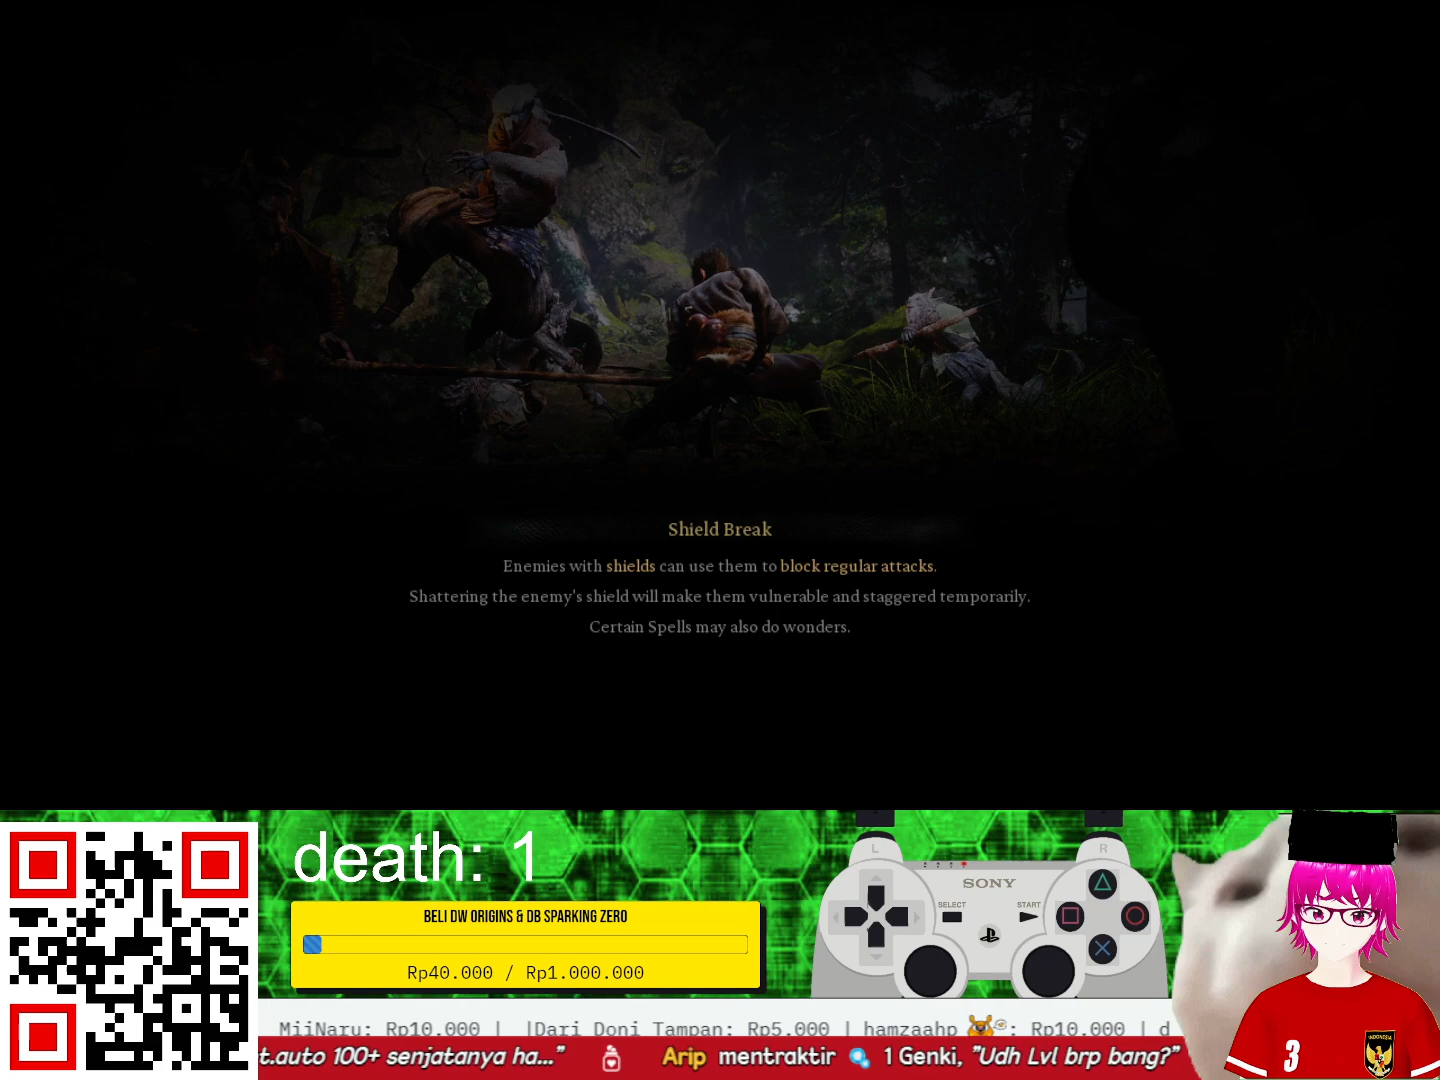 Shield Break
Enemies with shields can use them to block regular attacks.
Shattering the enemy's shield will make them vulnerable and staggered temporarily.
Certain Spells may also do wonders.
death: 1
BELI DW ORIGINS & DB SPARKING ZERO
Rp40.000 / Rp1.000.000
L
R
SONY
SELECT
START
MiiNaru: Rp10.000 | |Dari Doni Tampan: Rp5.000 | hamzaahp : Rp10.000 | d
t.auto 100+ senjatanya ha..." Arip mentraktir 1 Genki, "Udh Lvl brp bang?"
3
INDONESIA